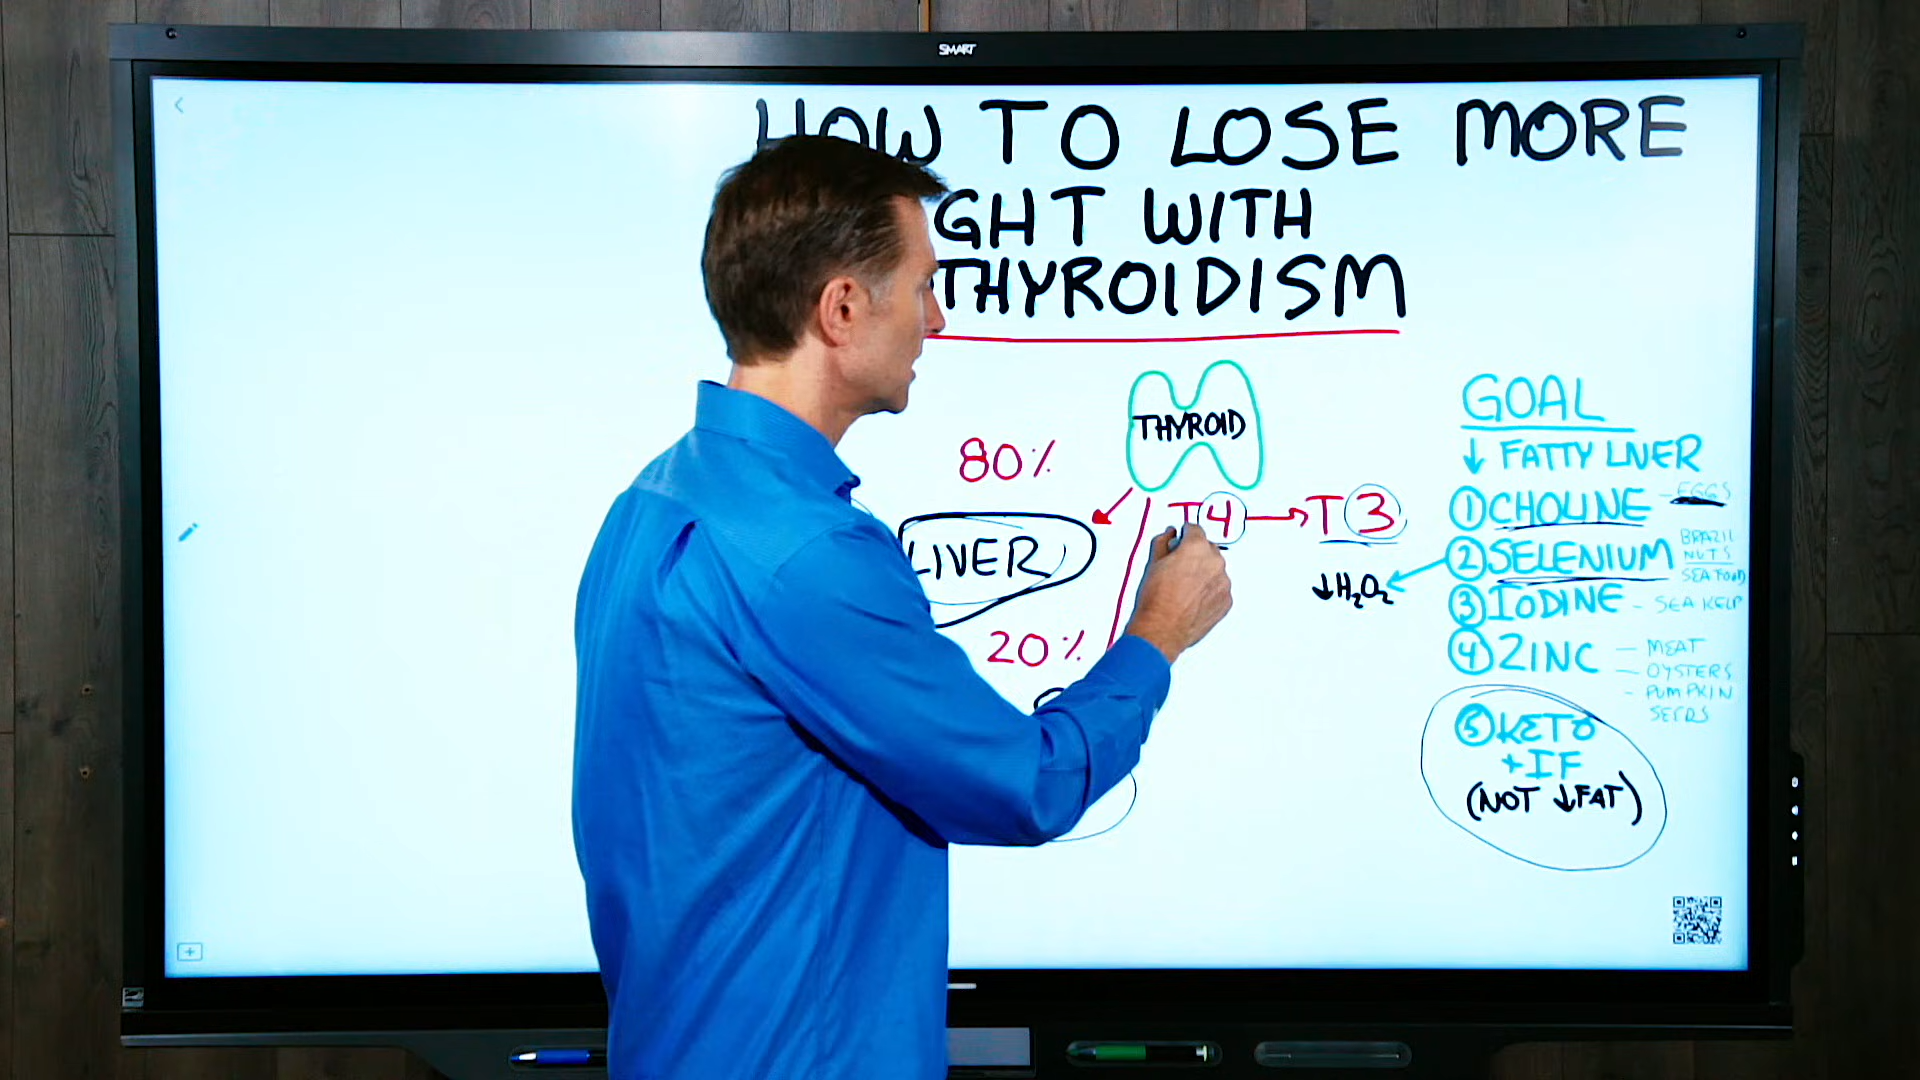 SMART
HOW TO LOSE MORE
GHT WITH
THYROIDISM
THYROID
80%
T4 → T3
LIVER
↓H₂O₂
20%
GOAL
↓ FATTY LIVER
① CHOLINE - EGGS
② SELENIUM
BRAZIL
NUTS
SEAFOOD
③ IODINE - SEA KELP
④ ZINC - MEAT
- OYSTERS
- PUMPKIN
SEEDS
⑤ KETO
+ IF
(NOT ↓FAT)